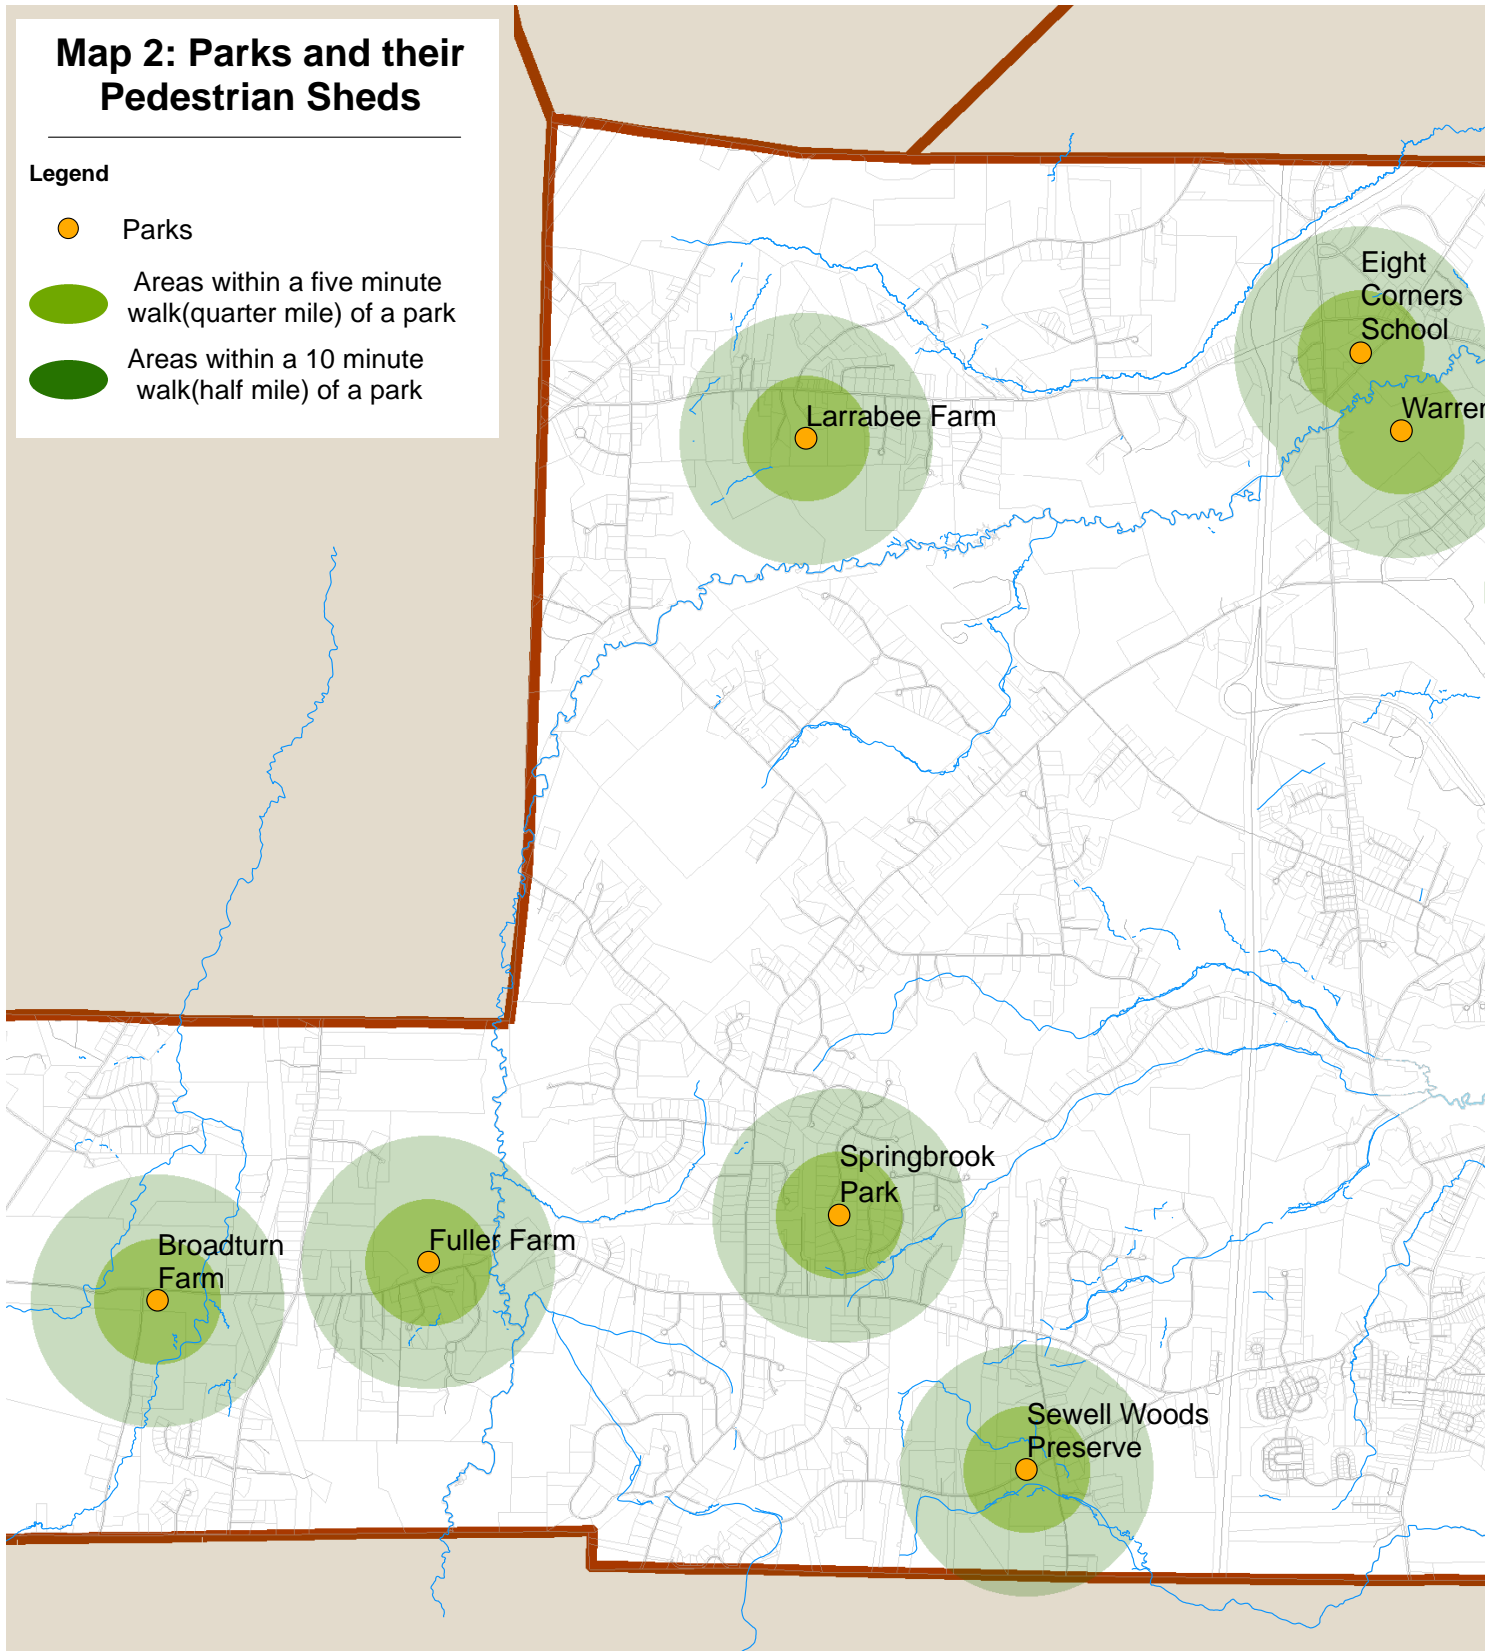 Map 2: Parks and their
Pedestrian Sheds
Legend
Parks
Areas within a five minute
walk(quarter mile) of a park
Areas within a 10 minute
walk(half mile) of a park
Eight
Corners
School
Warren
Larrabee Farm
Springbrook
Park
Broadturn
Farm
Fuller Farm
Sewell Woods
Preserve